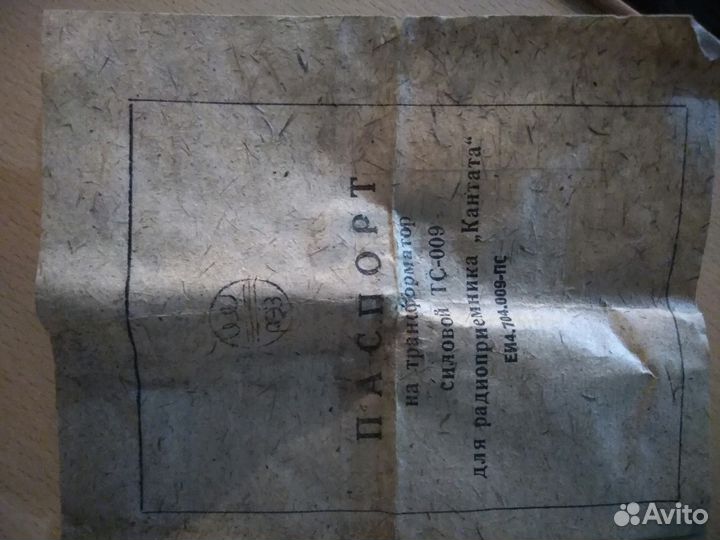 ПАСПОРТ
на трансформатор
силовой ТС-009
для радиоприемника „Кантата“
ЕИ4.704.009-ПС
Avito